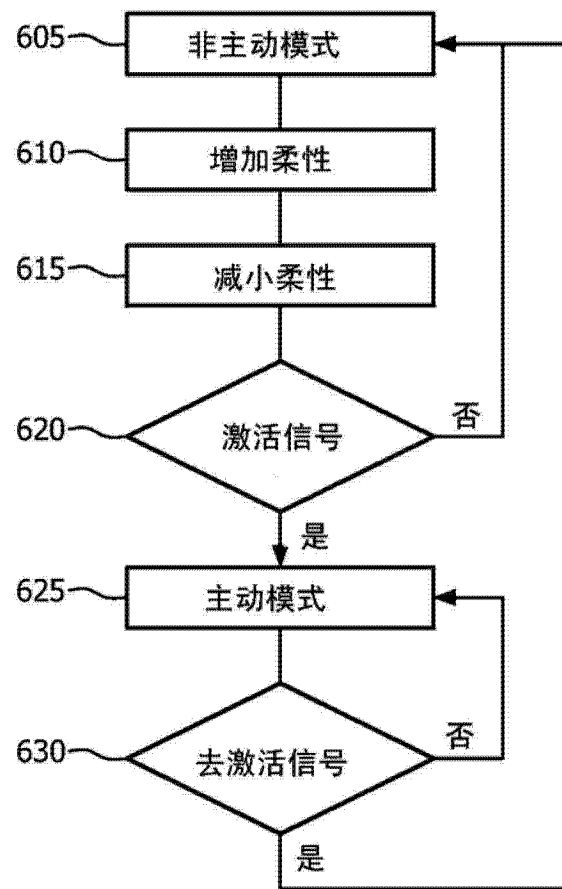 605 非主动模式
610 增加柔性
615 减小柔性
620 激活信号 否
是
625 主动模式
630 去激活信号 否
是